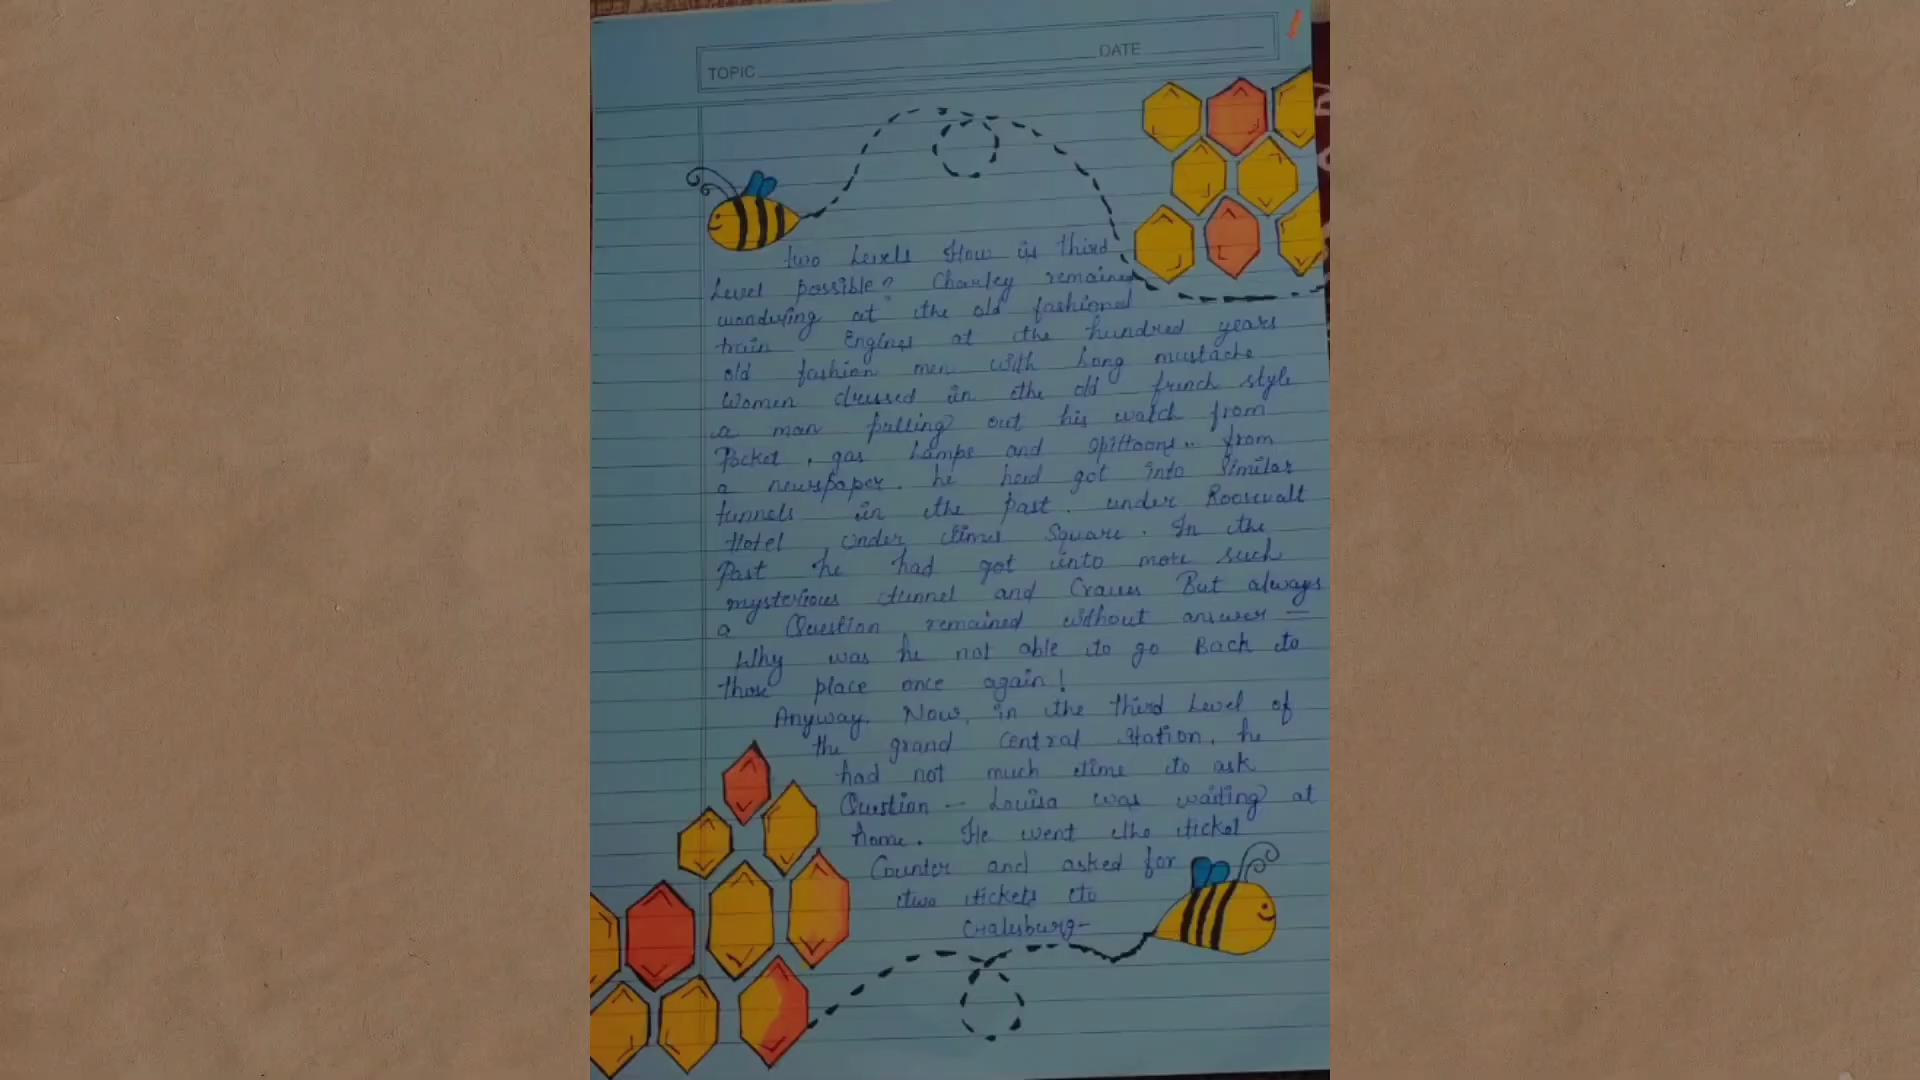 TOPIC DATE
two Levels How is third
Level possible? Charley remained
wondering at the old fashioned
train Engines at the hundred years
old fashion men with Long mustache
Women dressed in the old french style
a man pulling out his watch from
Pocket, gas Lamps and Spittoons.. from
a newspaper. he had got into Similar
tunnels in the past. under Roosevalt
Hotel, under times Square. In the
Past he had got into more such
mysterious tunnel and But always
a Question remained without answer —
Why was he not able to go Back to
those place once again!
Anyway. Now, in the third Level of
the grand central station, he
had not much time to ask
Question — Louisa was waiting at
home. He went the ticket
Counter and asked for
two tickets to
Galesburg-